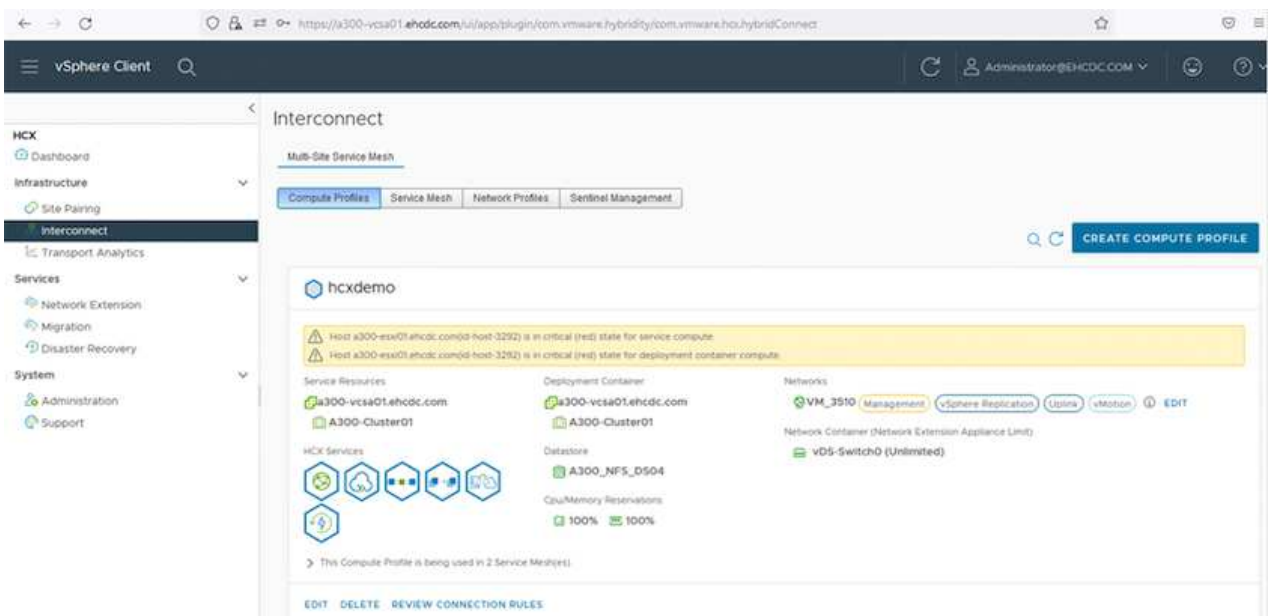 https://a300-vcsa01.ehcdc.com/ui/app/plugin/com.vmware.hybridity/com.vmware.hcx.hybridConnect
vSphere Client
Administrator@EHCDC.COM
HCX
Dashboard
Infrastructure
Site Pairing
Interconnect
Transport Analytics
Services
Network Extension
Migration
Disaster Recovery
System
Administration
Support
Interconnect
Multi-Site Service Mesh
Compute Profiles Service Mesh Network Profiles Sentinel Management
CREATE COMPUTE PROFILE
hcxdemo
Host a300-esxi01.ehcdc.com(id-host-3292) is in critical (red) state for service compute.
Host a300-esxi01.ehcdc.com(id-host-3292) is in critical (red) state for deployment container compute.
Service Resources
a300-vcsa01.ehcdc.com
A300-Cluster01
HCX Services
Deployment Container
a300-vcsa01.ehcdc.com
A300-Cluster01
Datastore
A300_NFS_DS04
Cpu/Memory Reservations
100% 100%
Networks
VM_3510 Management vSphere Replication Uplink vMotion EDIT
Network Container (Network Extension Appliance Limit)
vDS-Switch0 (Unlimited)
This Compute Profile is being used in 2 Service Mesh(es).
EDIT DELETE REVIEW CONNECTION RULES